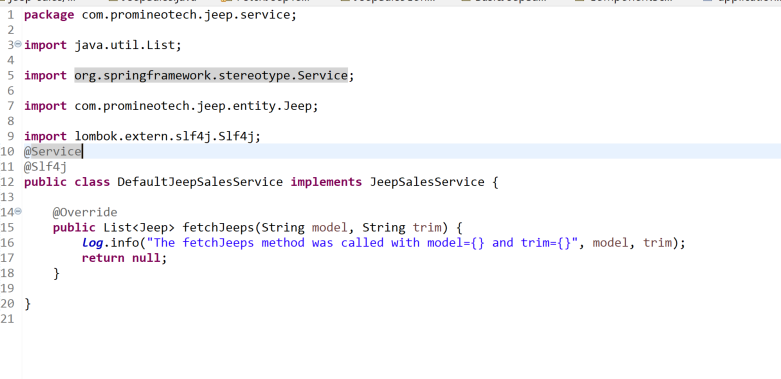 1 package com.promineotech.jeep.service;
2
3 import java.util.List;
4
5 import org.springframework.stereotype.Service;
6
7 import com.promineotech.jeep.entity.Jeep;
8
9 import lombok.extern.slf4j.Slf4j;
10 @Service
11 @Slf4j
12 public class DefaultJeepSalesService implements JeepSalesService {
13
14 @Override
15 public List<Jeep> fetchJeeps(String model, String trim) {
16 log.info("The fetchJeeps method was called with model={} and trim={}", model, trim);
17 return null;
18 }
19
20 }
21